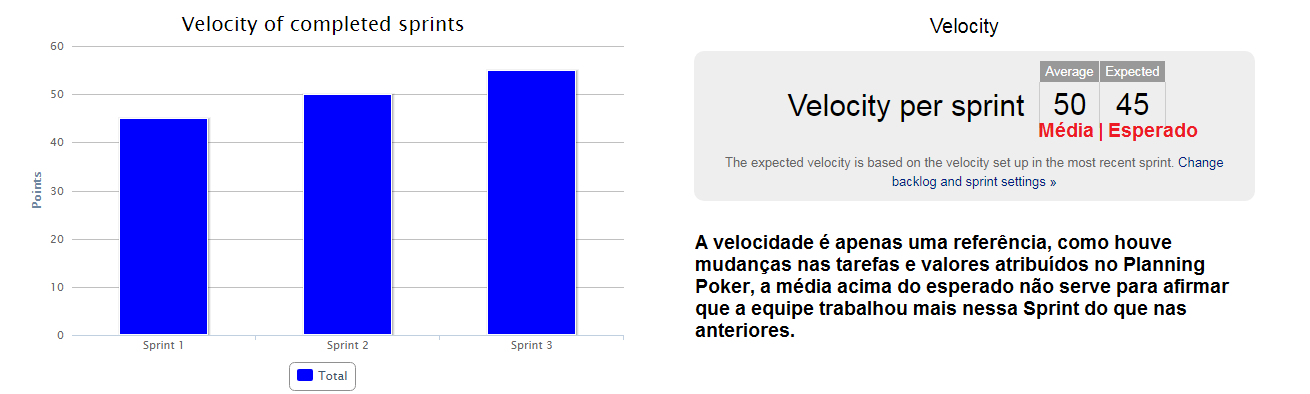 Velocity of completed sprints
60
50
40
30
20
10
0
Points
Sprint 1
Sprint 2
Sprint 3
Total
Velocity
Average Expected
Velocity per sprint 50 45
Média | Esperado
The expected velocity is based on the velocity set up in the most recent sprint. Change
backlog and sprint settings »
A velocidade é apenas uma referência, como houve
mudanças nas tarefas e valores atribuídos no Planning
Poker, a média acima do esperado não serve para afirmar
que a equipe trabalhou mais nessa Sprint do que nas
anteriores.